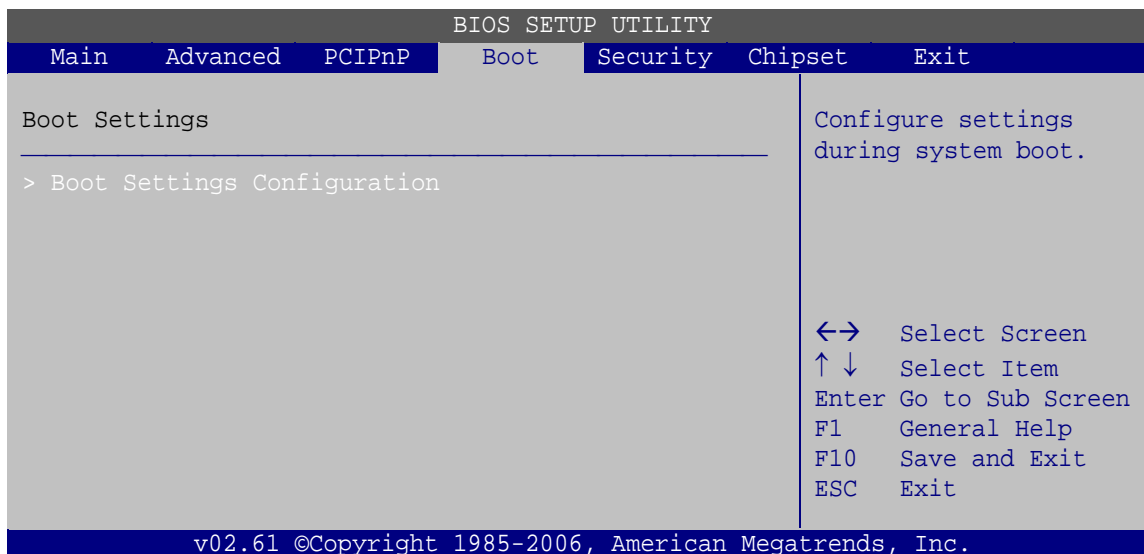 BIOS SETUP UTILITY
Main Advanced PCIPnP Boot Security Chipset Exit
Boot Settings
> Boot Settings Configuration
Configure settings
during system boot.
←→ Select Screen
↑ ↓ Select Item
Enter Go to Sub Screen
F1 General Help
F10 Save and Exit
ESC Exit
v02.61 ©Copyright 1985-2006, American Megatrends, Inc.